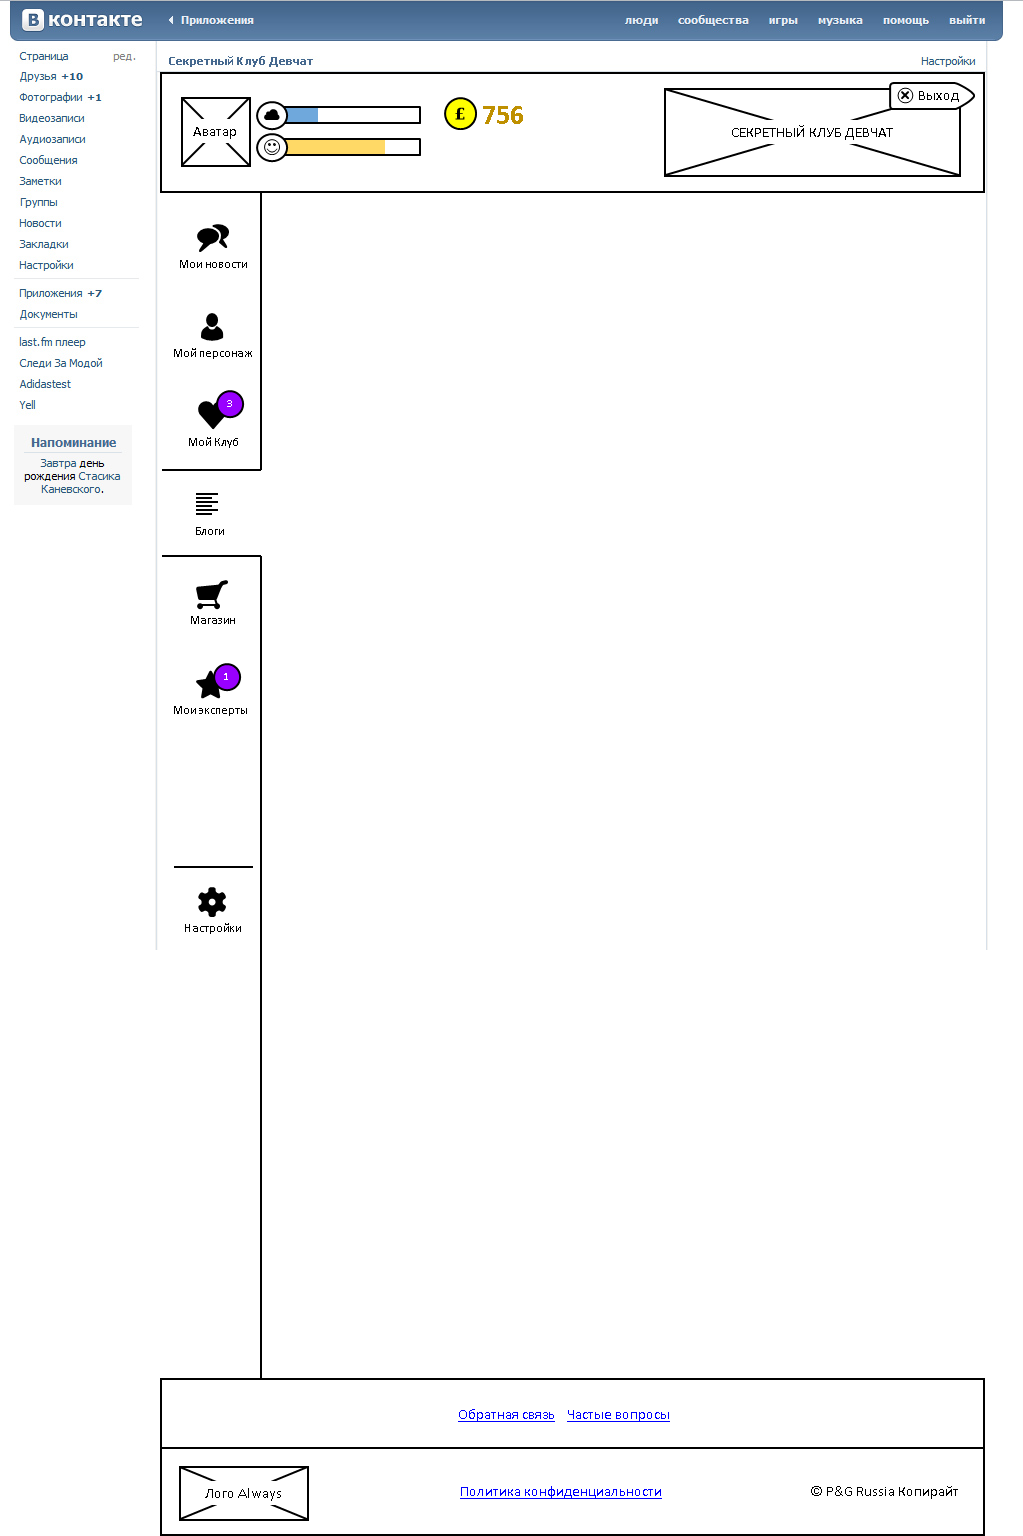 В контакте
Приложения
люди сообщества игры музыка помощь выйти
Страница ред.
Друзья +10
Фотографии +1
Видеозаписи
Аудиозаписи
Сообщения
Заметки
Группы
Новости
Закладки
Настройки
Приложения +7
Документы
last.fm плеер
Следи За Модой
Adidastest
Yell
Напоминание
Завтра день
рождения Стасика
Каневского.
Секретный Клуб Девчат
Настройки
Аватар
£ 756
Выход
СЕКРЕТНЫЙ КЛУБ ДЕВЧАТ
Мои новости
Мой персонаж
3
Мой Клуб
Блоги
Магазин
1
Мои эксперты
Настройки
Обратная связь Частые вопросы
Лого Always
Политика конфиденциальности
© P&G Russia Копирайт